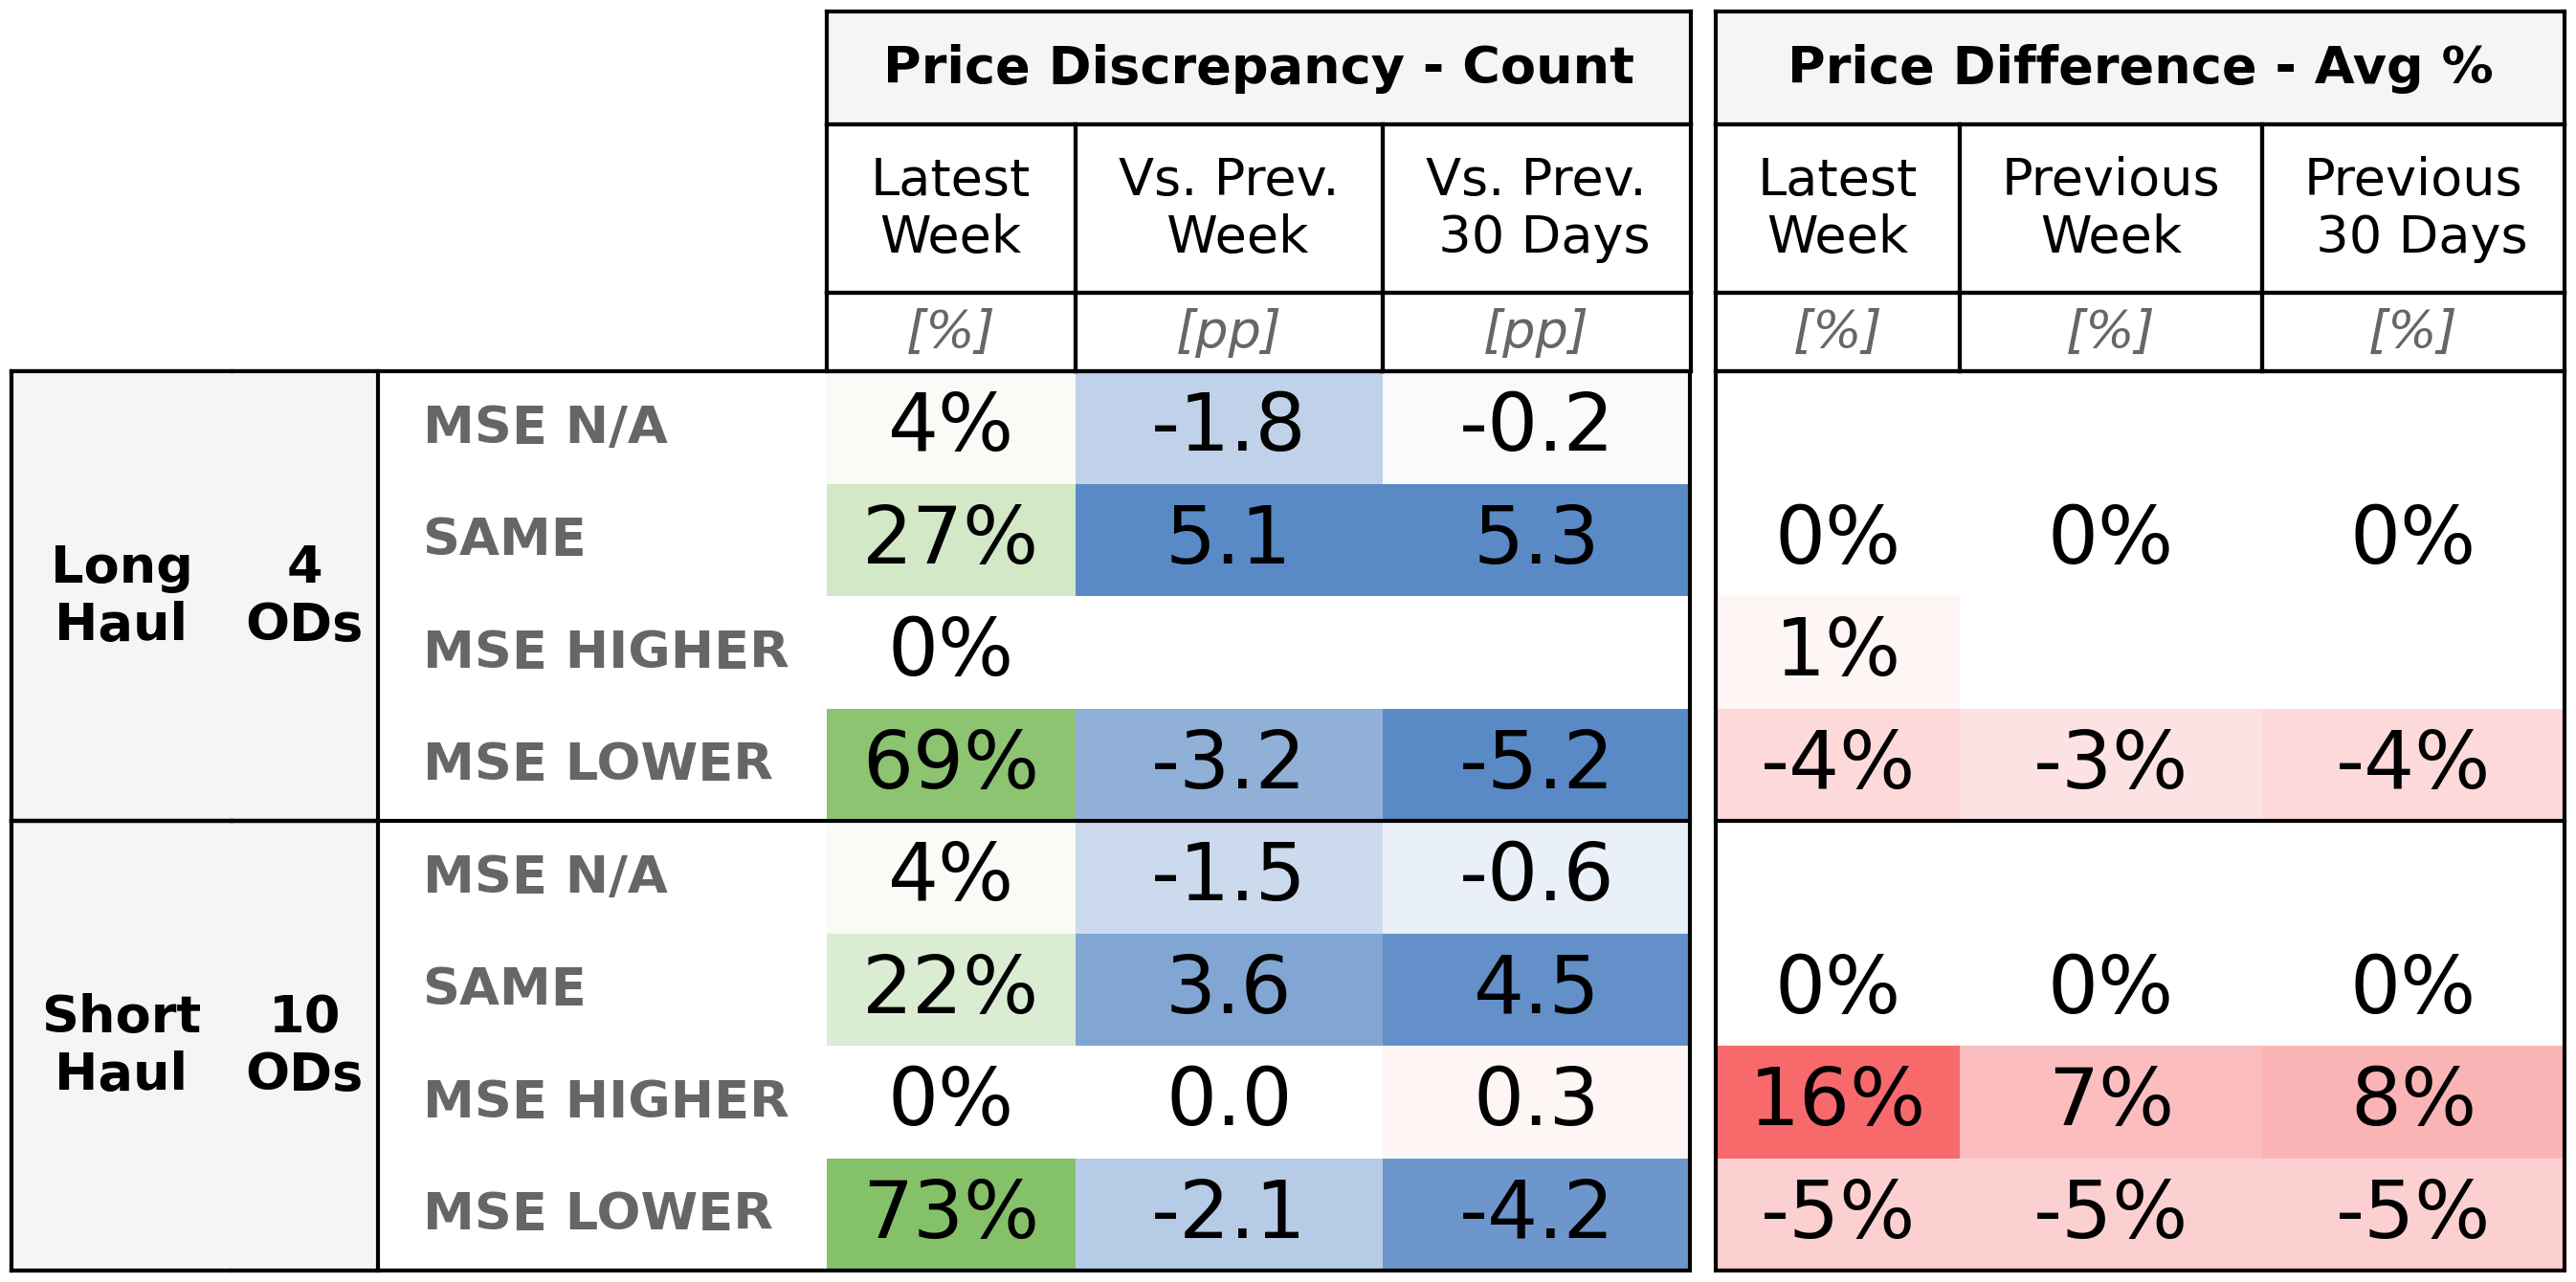 Price Discrepancy - Count Price Difference - Avg %
Latest Week Vs. Prev. Week Vs. Prev. 30 Days Latest Week Previous Week Previous 30 Days
[%] [pp] [pp] [%] [%] [%]
Long Haul 4 ODs
MSE N/A 4% -1.8 -0.2
SAME 27% 5.1 5.3 0% 0% 0%
MSE HIGHER 0% 1%
MSE LOWER 69% -3.2 -5.2 -4% -3% -4%
Short Haul 10 ODs
MSE N/A 4% -1.5 -0.6
SAME 22% 3.6 4.5 0% 0% 0%
MSE HIGHER 0% 0.0 0.3 16% 7% 8%
MSE LOWER 73% -2.1 -4.2 -5% -5% -5%